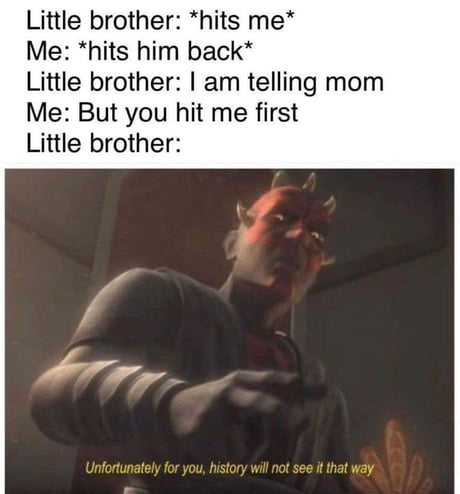 Little brother: *hits me*
Me: *hits him back*
Little brother: I am telling mom
Me: But you hit me first
Little brother:
Unfortunately for you, history will not see it that way